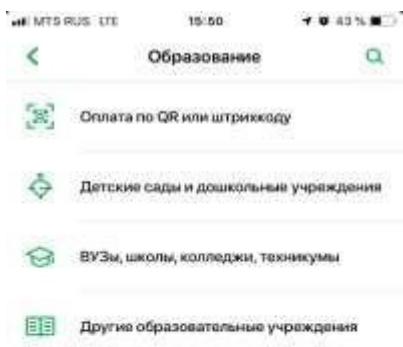 MTS RUS LTE 15:50 43 %
Образование
Оплата по QR или штрихкоду
Детские сады и дошкольные учреждения
ВУЗы, школы, колледжи, техникумы
Другие образовательные учреждения